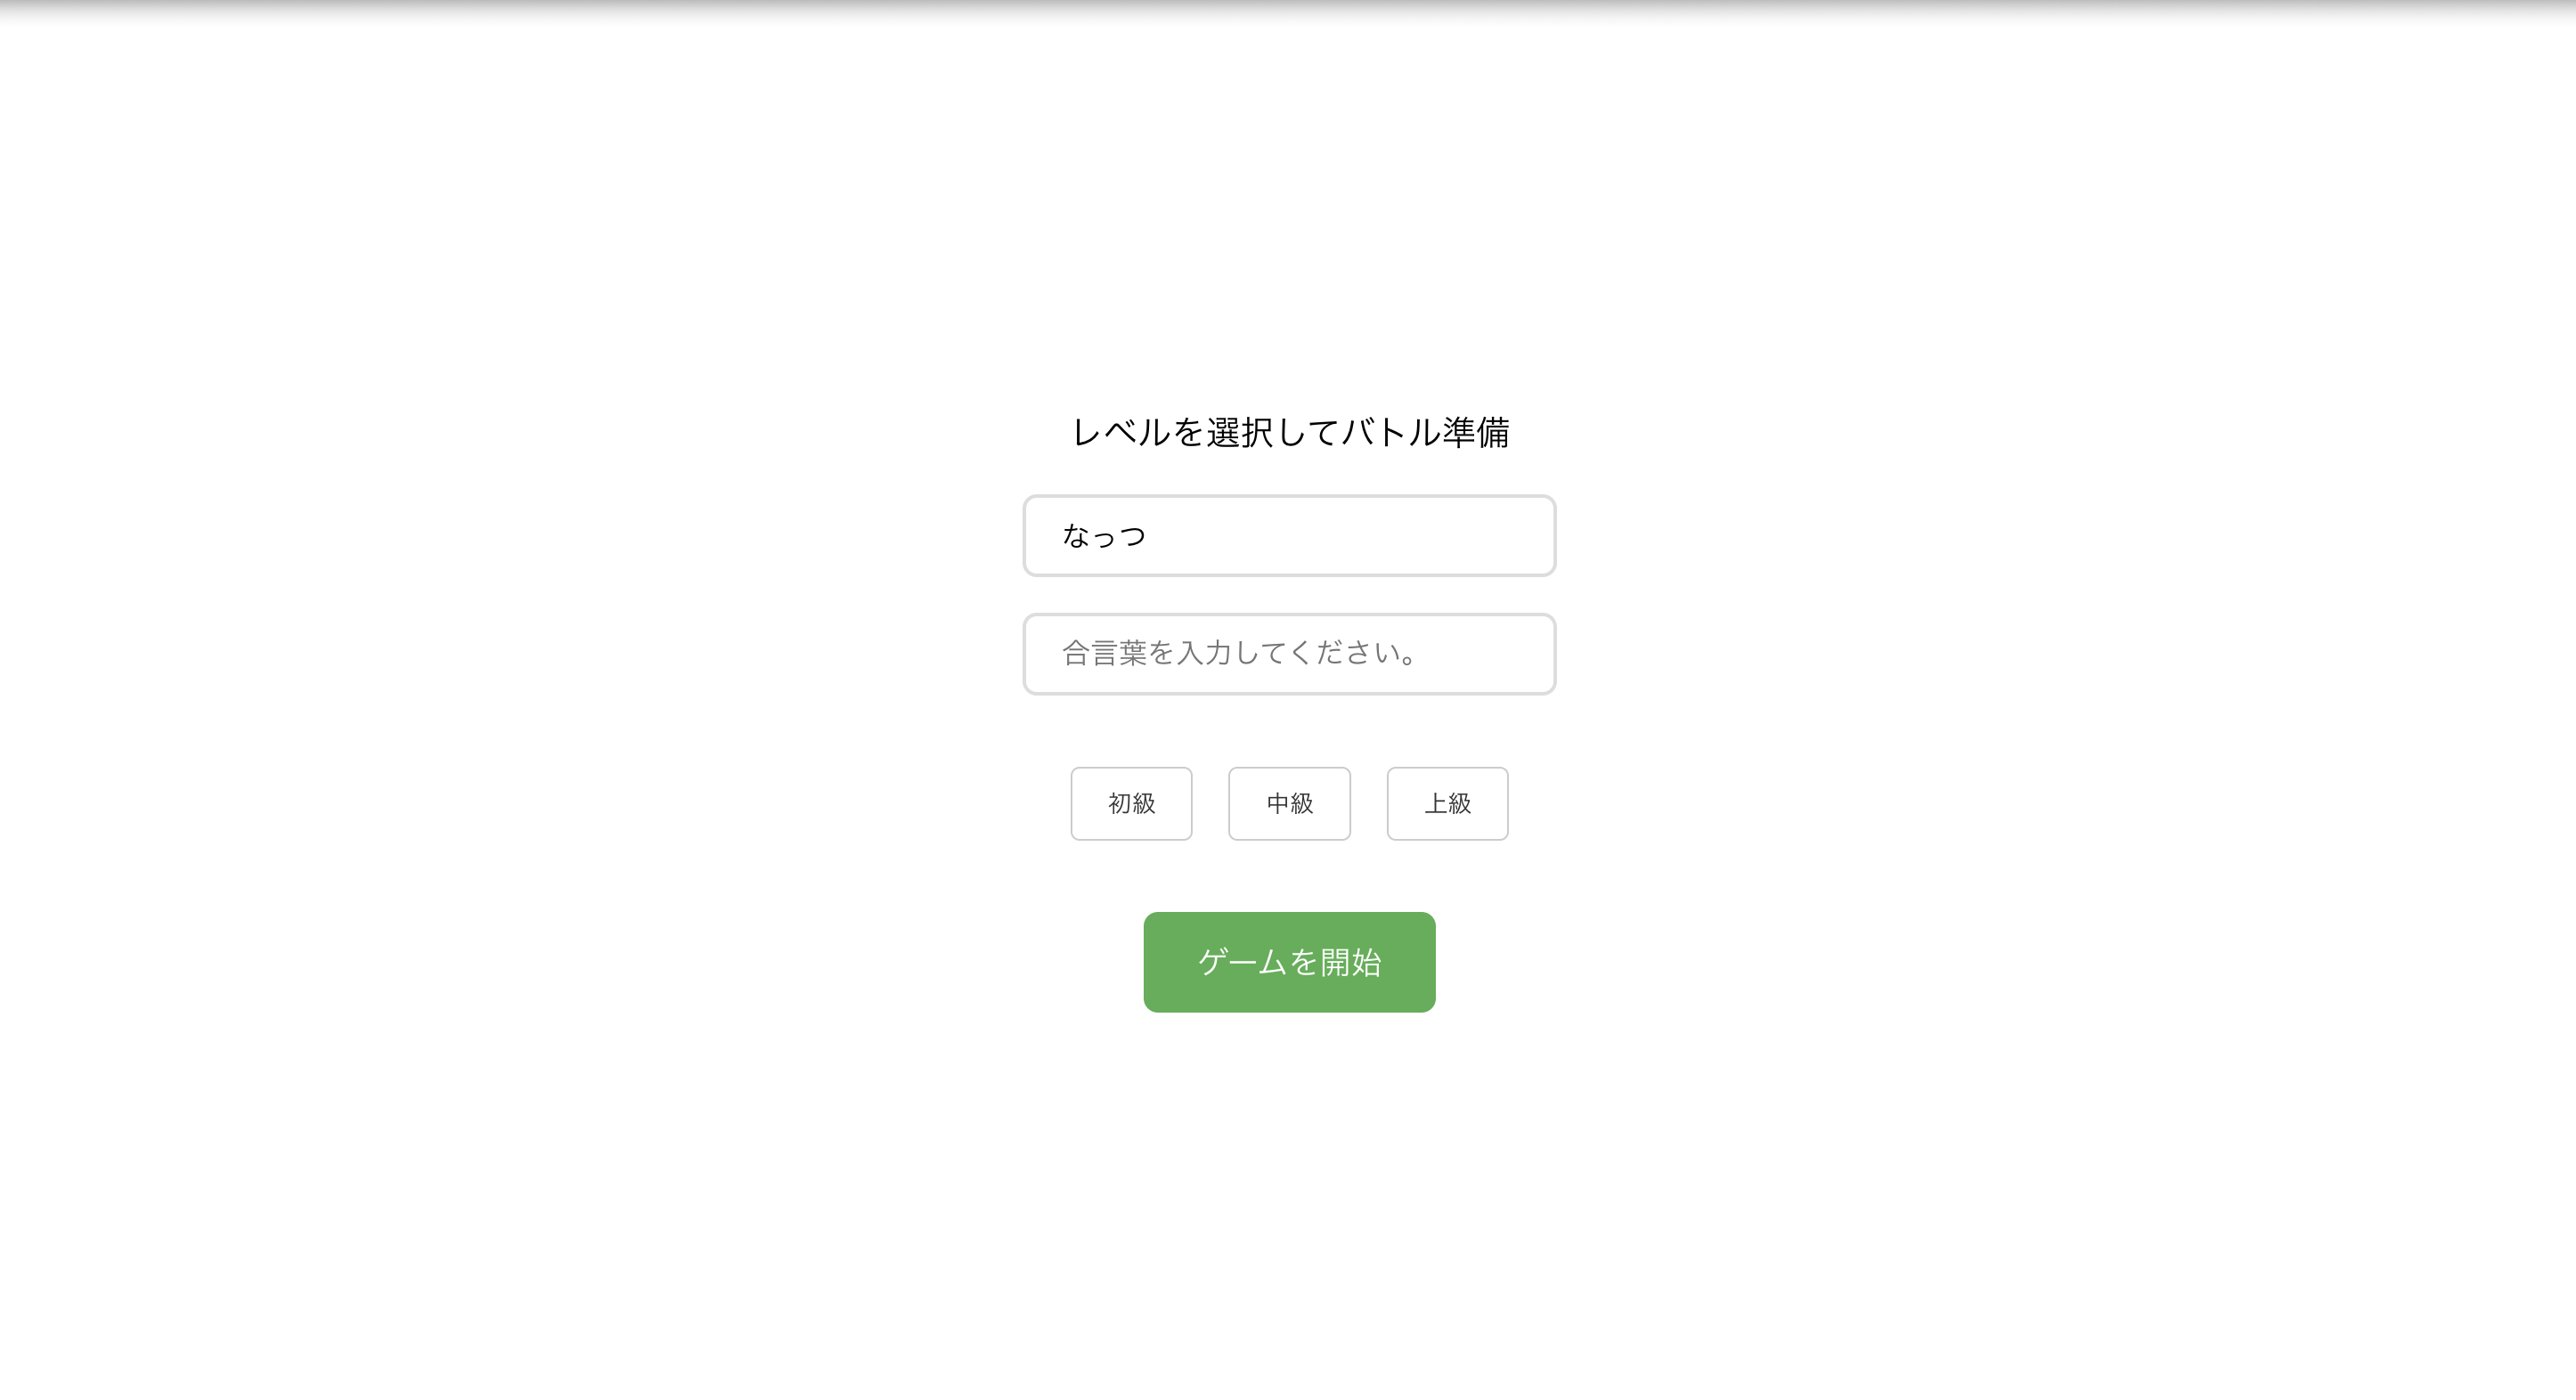 レベルを選択してバトル準備
なっつ
合言葉を入力してください。
初級 中級 上級
ゲームを開始